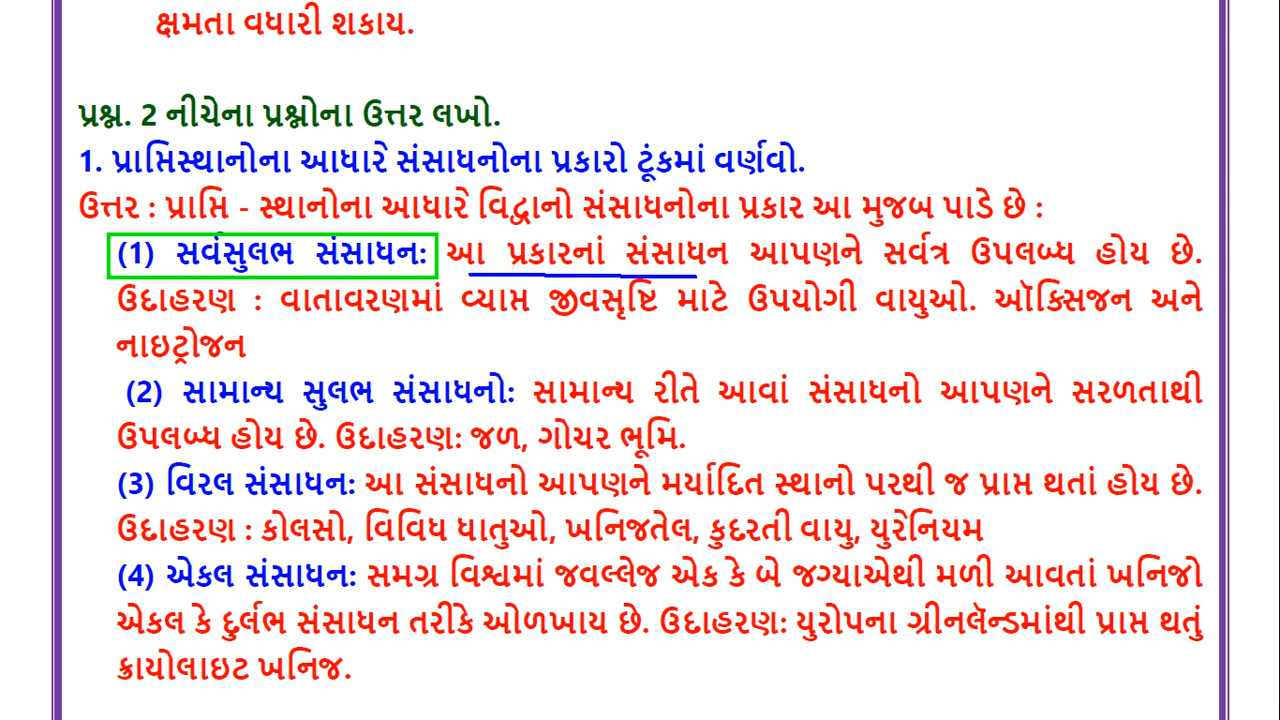 ક્ષમતા વધારી શકાય.
પ્રશ્ન. 2 નીચેના પ્રશ્નોના ઉત્તર લખો.
1. પ્રાપ્તિસ્થાનોના આધારે સંસાધનોના પ્રકારો ટૂંકમાં વર્ણવો.
ઉત્તર : પ્રાપ્તિ - સ્થાનોના આધારે વિદ્વાનો સંસાધનોના પ્રકાર આ મુજબ પાડે છે :
(1) સર્વસુલભ સંસાધનઃ આ પ્રકારનાં સંસાધન આપણને સર્વત્ર ઉપલબ્ધ હોય છે.
ઉદાહરણ : વાતાવરણમાં વ્યાપ્ત જીવસૃષ્ટિ માટે ઉપયોગી વાયુઓ. ઑક્સિજન અને
નાઇટ્રોજન
(2) સામાન્ય સુલભ સંસાધનોઃ સામાન્ય રીતે આવાં સંસાધનો આપણને સરળતાથી
ઉપલબ્ધ હોય છે. ઉદાહરણઃ જળ, ગોચર ભૂમિ.
(3) વિરલ સંસાધનઃ આ સંસાધનો આપણને મર્યાદિત સ્થાનો પરથી જ પ્રાપ્ત થતાં હોય છે.
ઉદાહરણ : કોલસો, વિવિધ ધાતુઓ, ખનિજતેલ, કુદરતી વાયુ, યુરેનિયમ
(4) એકલ સંસાધનઃ સમગ્ર વિશ્વમાં જવલ્લેજ એક કે બે જગ્યાએથી મળી આવતાં ખનિજો
એકલ કે દુર્લભ સંસાધન તરીકે ઓળખાય છે. ઉદાહરણઃ યુરોપના ગ્રીનલૅન્ડમાંથી પ્રાપ્ત થતું
ક્રાયોલાઇટ ખનિજ.